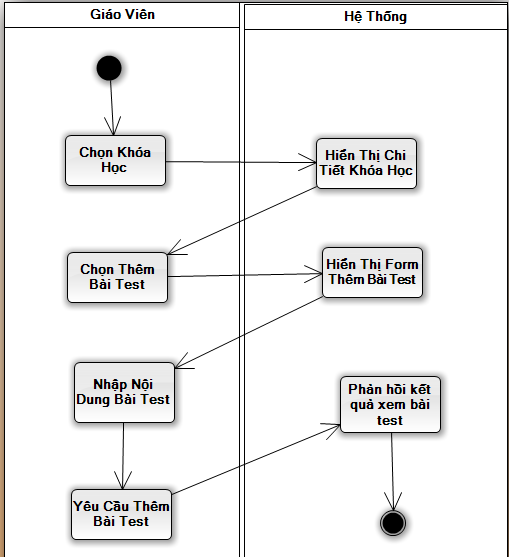 Giáo Viên
Hệ Thống
Chọn Khóa
Học
Hiển Thị Chi
Tiết Khóa Học
Chọn Thêm
Bài Test
Hiển Thị Form
Thêm Bài Test
Nhập Nội
Dung Bài Test
Phản hồi kết
quả xem bài
test
Yêu Cầu Thêm
Bài Test